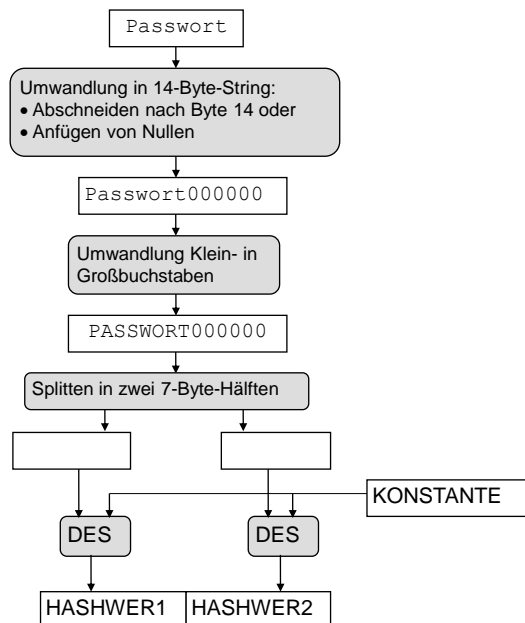 Passwort
Umwandlung in 14-Byte-String:
• Abschneiden nach Byte 14 oder
• Anfügen von Nullen
Passwort000000
Umwandlung Klein- in
Großbuchstaben
PASSWORT000000
Splitten in zwei 7-Byte-Hälften
KONSTANTE
DES
DES
HASHWER1
HASHWER2